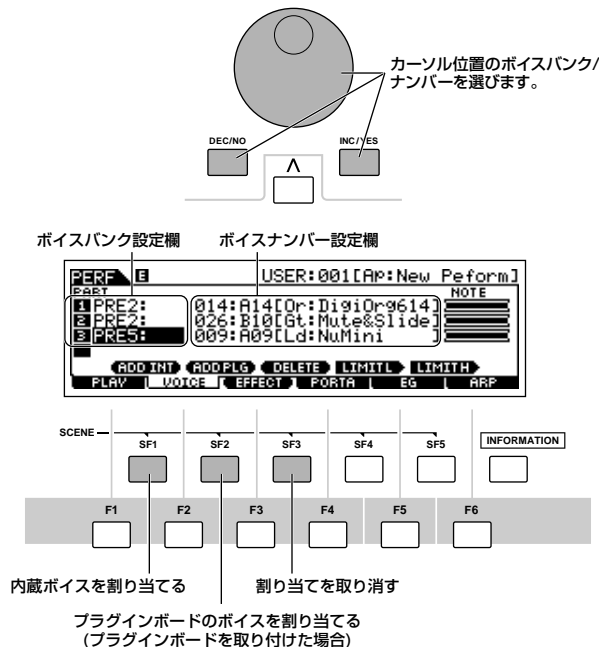 カーソル位置のボイスバンク/
ナンバーを選びます。
DEC/NO
INC/YES
Λ
ボイスバンク設定欄
ボイスナンバー設定欄
PERF E USER:001[AP:New Peform]
PART NOTE
1 PRE2: 014:A14[Or:DigiOrg614]
2 PRE2: 026:B10[Gt:Mute&Slide]
3 PRE5: 009:A09[Ld:NuMini ]
ADD INT ADD PLG DELETE LIMITL LIMITH
PLAY VOICE EFFECT PORTA EG ARP
SCENE
SF1 SF2 SF3 SF4 SF5 INFORMATION
F1 F2 F3 F4 F5 F6
内蔵ボイスを割り当てる
割り当てを取り消す
プラグインボードのボイスを割り当てる
(プラグインボードを取り付けた場合)